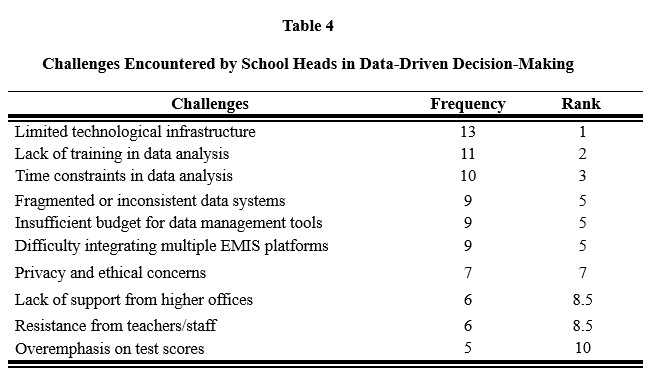 Table 4
Challenges Encountered by School Heads in Data-Driven Decision-Making
Challenges Frequency Rank
Limited technological infrastructure 13 1
Lack of training in data analysis 11 2
Time constraints in data analysis 10 3
Fragmented or inconsistent data systems 9 5
Insufficient budget for data management tools 9 5
Difficulty integrating multiple EMIS platforms 9 5
Privacy and ethical concerns 7 7
Lack of support from higher offices 6 8.5
Resistance from teachers/staff 6 8.5
Overemphasis on test scores 5 10